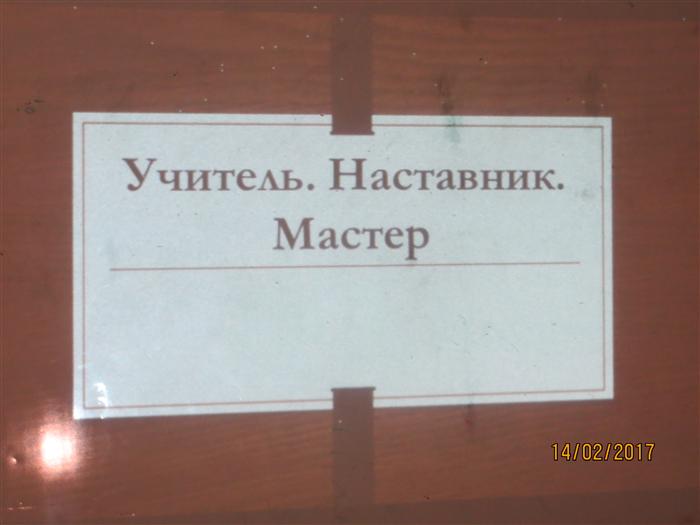 Учитель. Наставник.
Мастер
14/02/2017